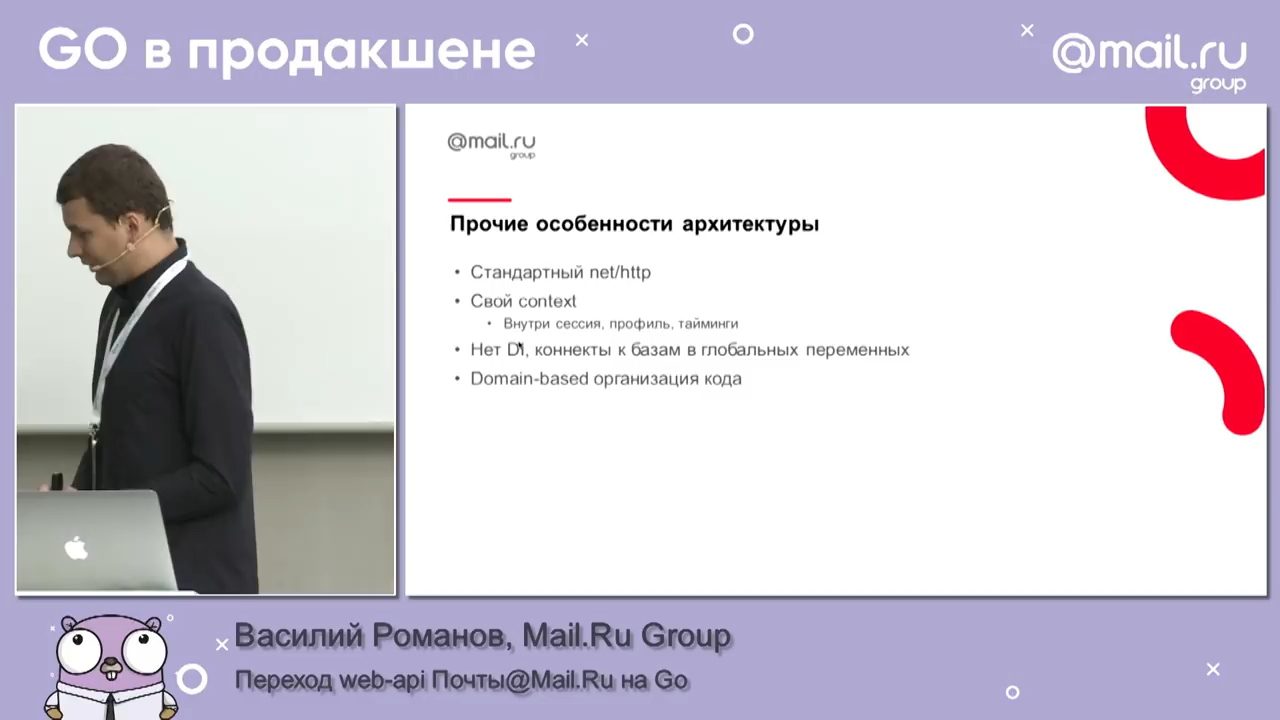 GO в продакшене
@mail.ru
group
@mail.ru
group
Прочие особенности архитектуры
• Стандартный net/http
• Свой context
• Внутри сессия, профиль, тайминги
• Нет DI, коннекты к базам в глобальных переменных
• Domain-based организация кода
Василий Романов, Mail.Ru Group
Переход web-api Почты@Mail.Ru на Go